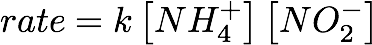 rate = k [NH₄⁺] [NO₂⁻]